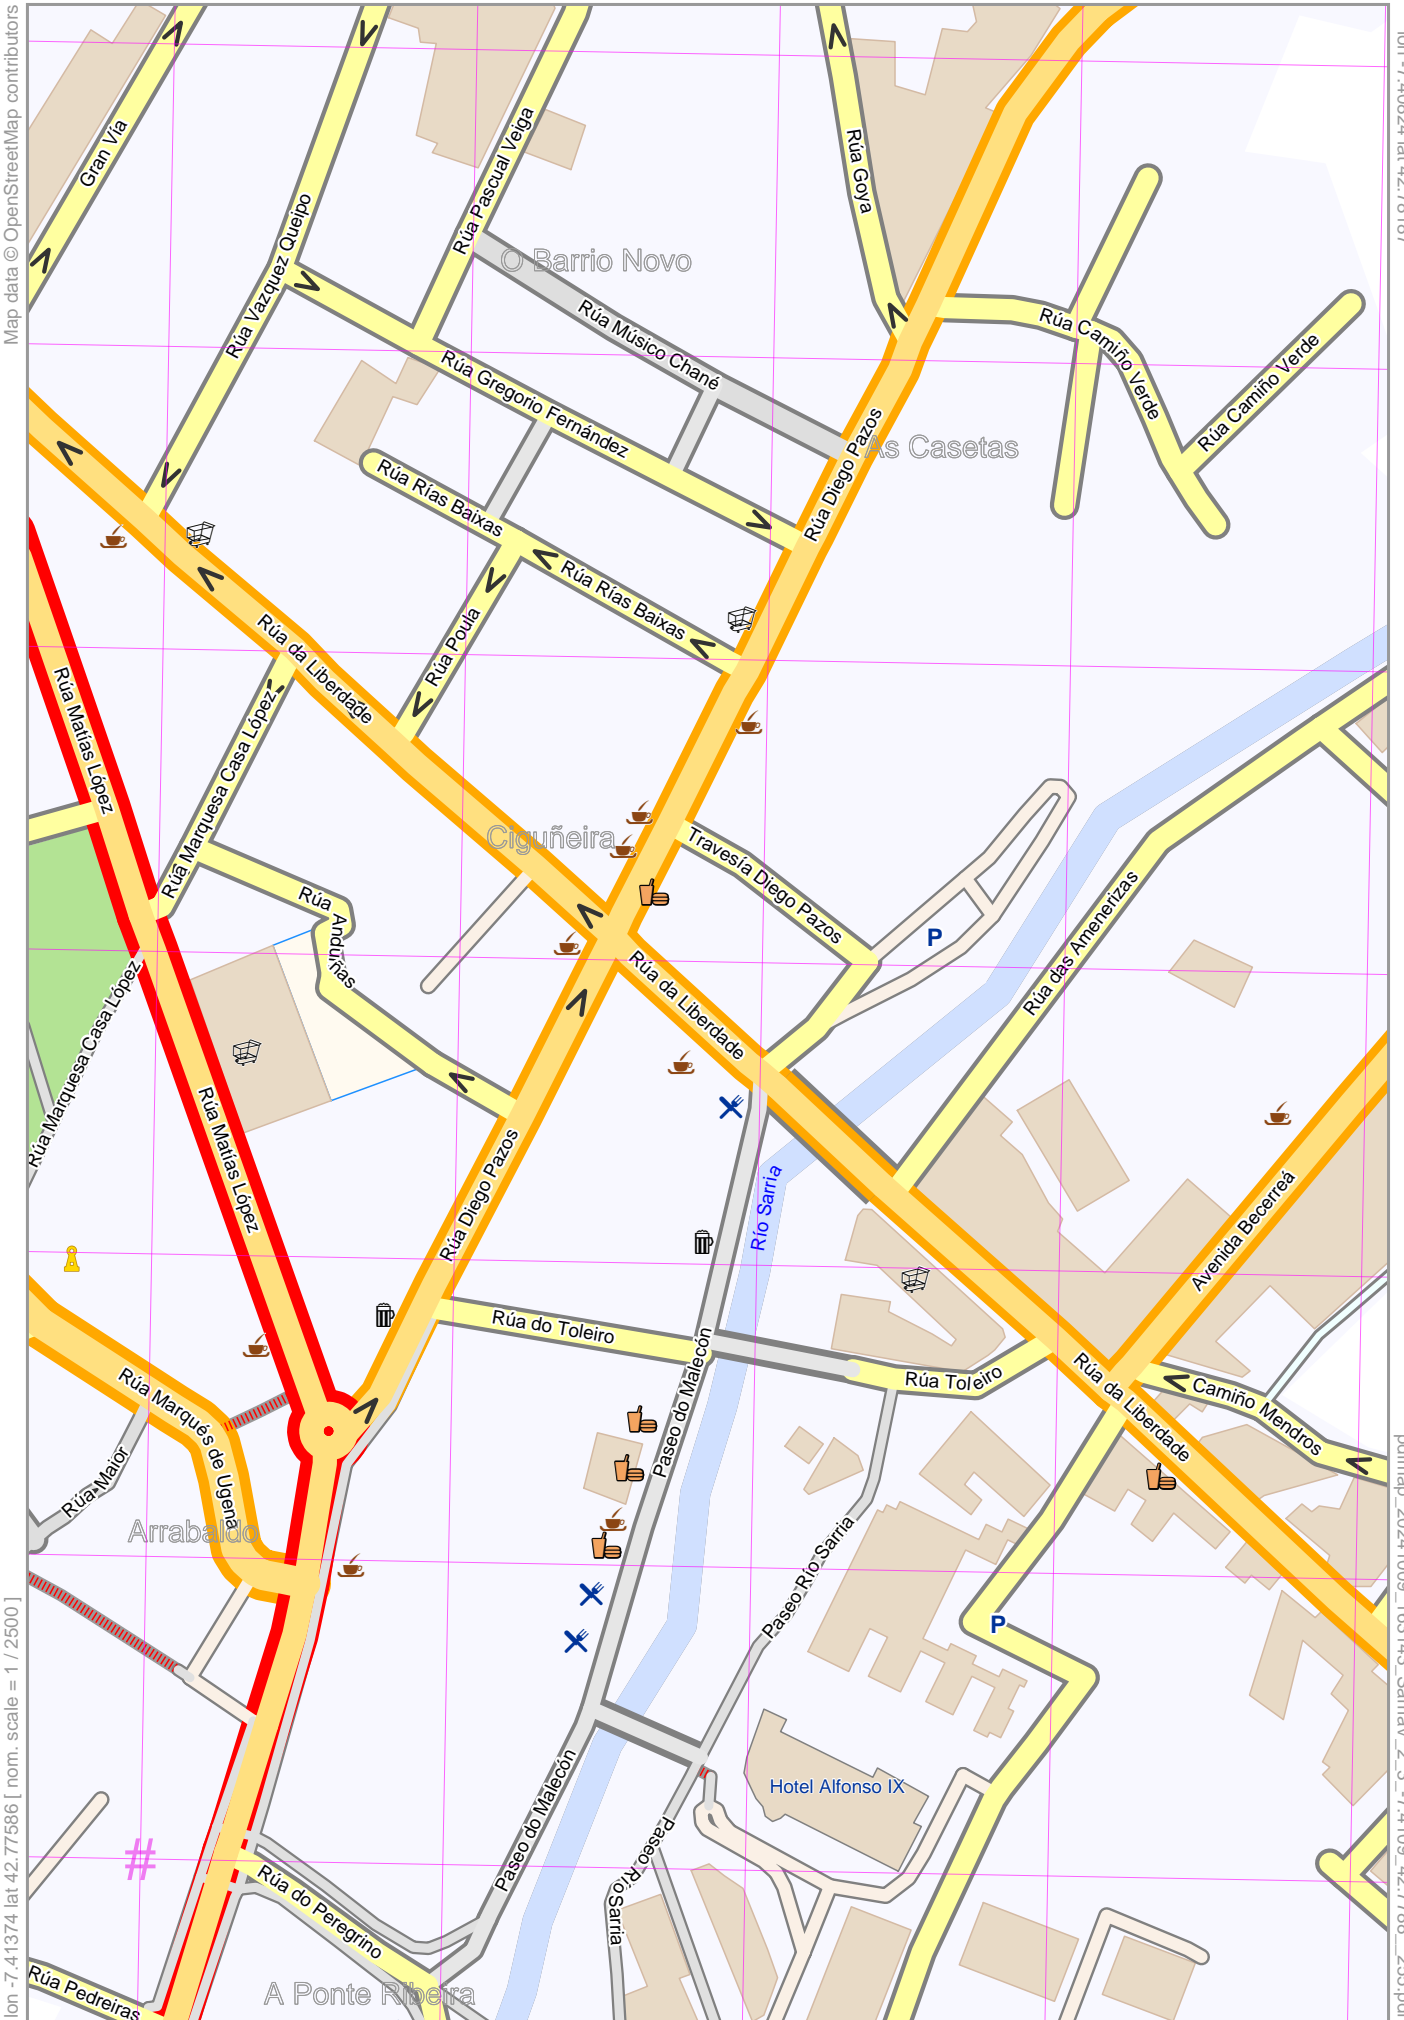 Map data © OpenStreetMap contributors
Gran Vía
Rúa Vazquez Queipo
Rúa Pascual Veiga
Rúa Goya
O Barrio Novo
Rúa Músico Chané
Rúa Camiño Verde
Rúa Camiño Verde
Rúa Gregorio Fernández
As Casetas
Rúa Diego Pazos
Rúa Rías Baixas
Rúa Rías Baixas
Rúa Poula
Rúa da Liberdade
Rúa Matías López
Rúa Marquesa Casa López
Ciguñeira
Travesía Diego Pazos
Rúa Anduñas
P
Rúa das Amenerizas
Rúa da Liberdade
Rúa Marquesa Casa López
Rúa Matías López
Rúa Diego Pazos
Río Sarria
Avenida Becerreá
Rúa do Toleiro
Paseo do Malecón
Rúa Toleiro
Rúa da Liberdade
Camiño Mendros
Rúa Marqués de Ugena
Rúa Maior
Arrabaldo
Paseo Río Sarria
P
Hotel Alfonso IX
Paseo do Malecón
Paseo Río Sarria
#
Rúa do Peregrino
A Ponte Ribeira
Rúa Pedreiras
lon -7.41374 lat 42.77586 [ nom. scale = 1 / 2500 ]